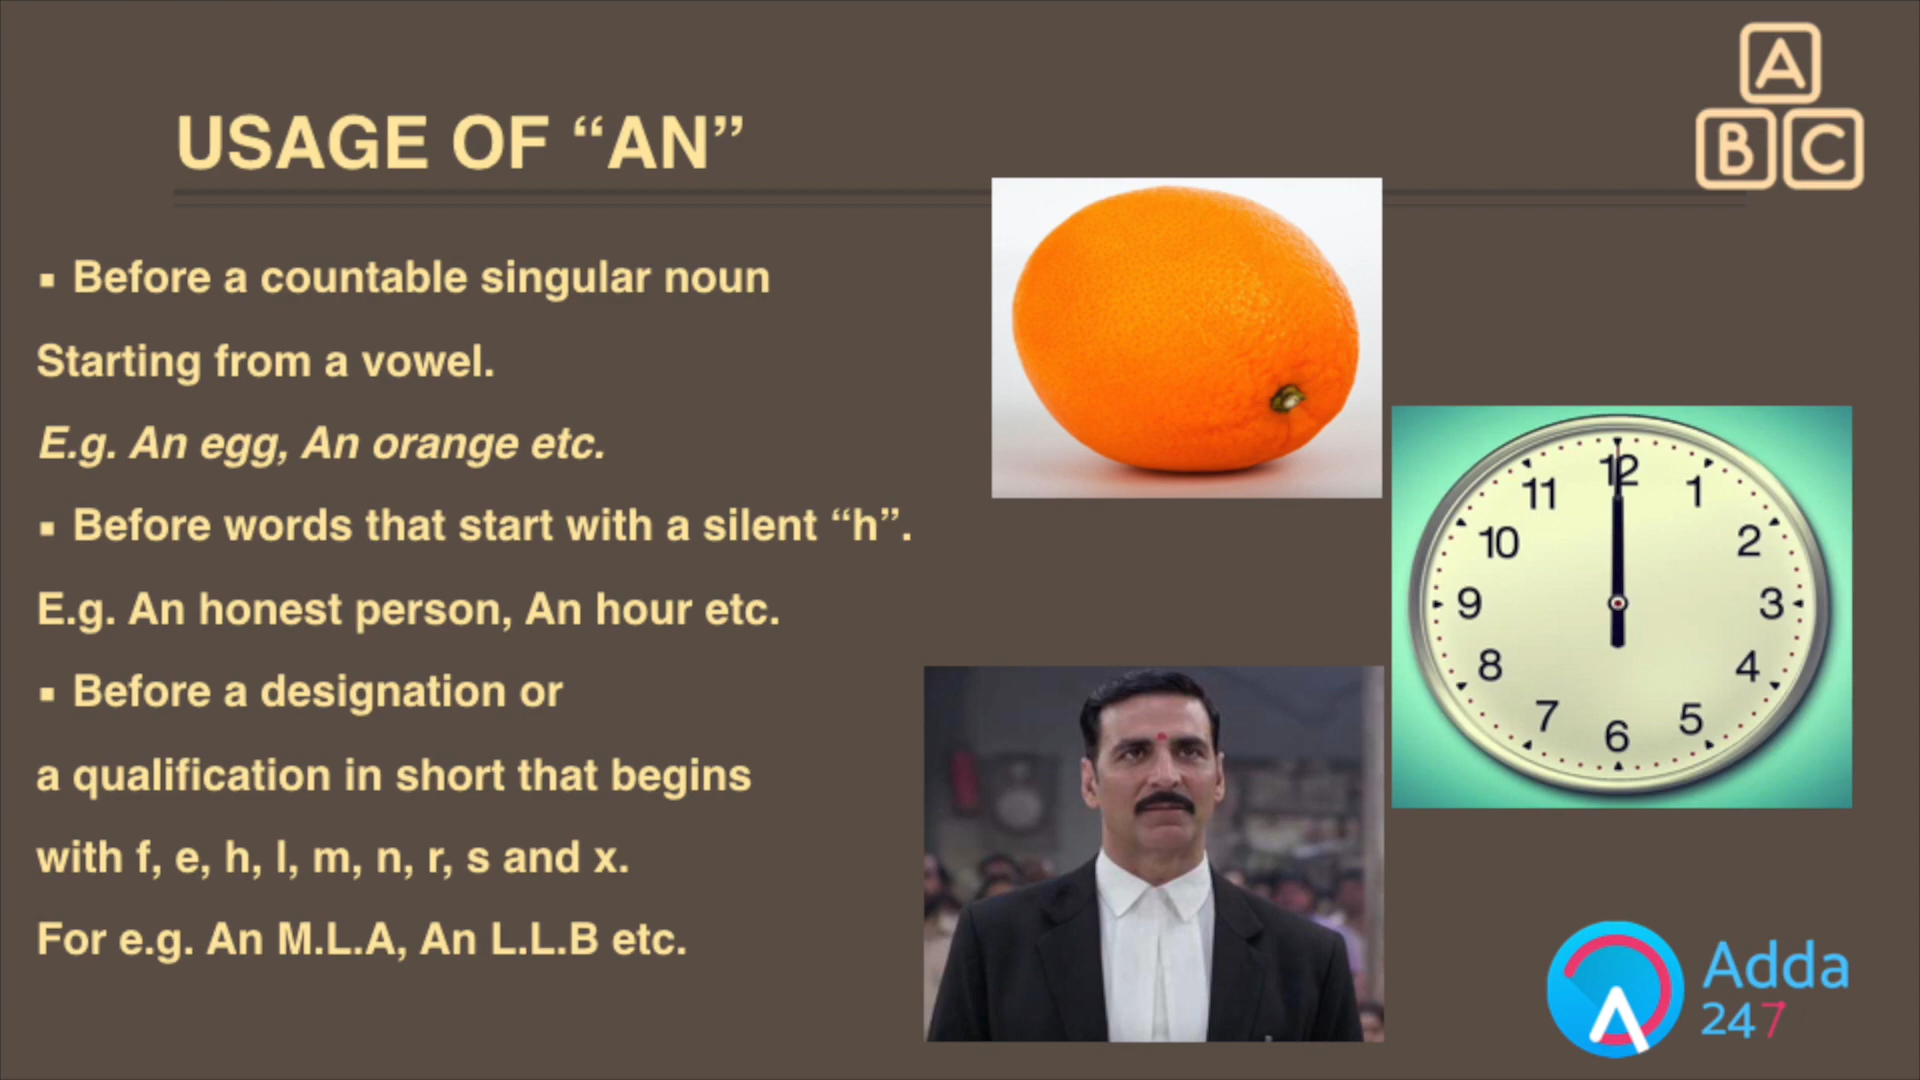 A
B C
USAGE OF “AN”
▪ Before a countable singular noun
Starting from a vowel.
E.g. An egg, An orange etc.
▪ Before words that start with a silent “h”.
E.g. An honest person, An hour etc.
▪ Before a designation or
a qualification in short that begins
with f, e, h, l, m, n, r, s and x.
For e.g. An M.L.A, An L.L.B etc.
12
11 1
10 2
9 3
8 4
7 5
6
Adda
247